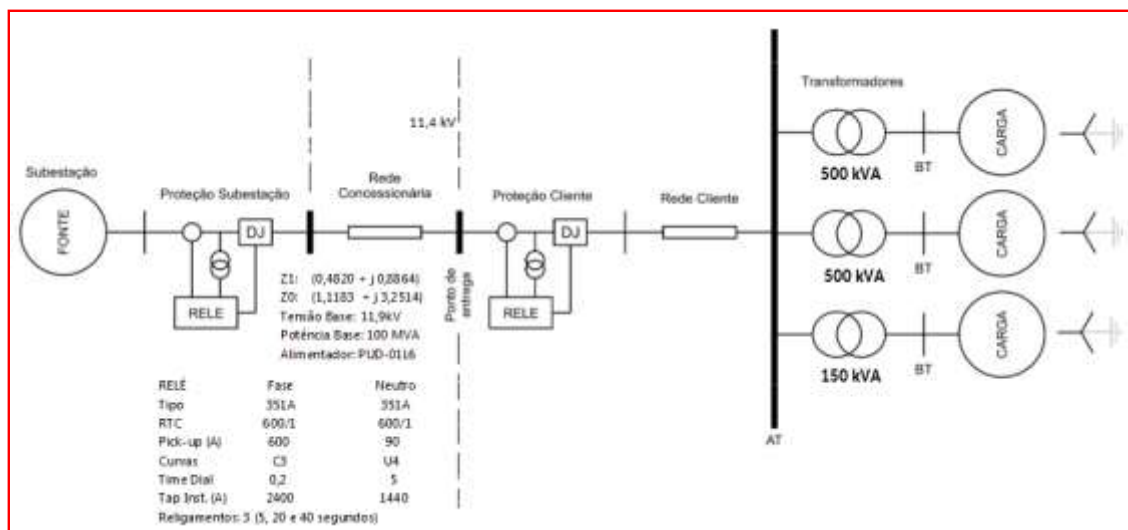 Subestação
FONTE
Proteção Subestação
DJ
RELE
Rede
Concessionária
11,4 kV
Z1: (0,4820 + j 0,8864)
Z0: (1,1183 + j 3,2514)
Tensão Base: 11,9kV
Potência Base: 100 MVA
Alimentador: PUD-0116
Ponto de
entrega
Proteção Cliente
DJ
RELE
Rede Cliente
AT
Transformadores
500 kVA
BT
CARGA
500 kVA
BT
CARGA
150 kVA
BT
CARGA
RELÉ Fase Neutro
Tipo 351A 351A
RTC 600/1 600/1
Pick-up (A) 600 90
Curvas C3 U4
Time Dial 0,2 5
Tap Inst. (A) 2400 1440
Religamentos: 3 (5, 20 e 40 segundos)